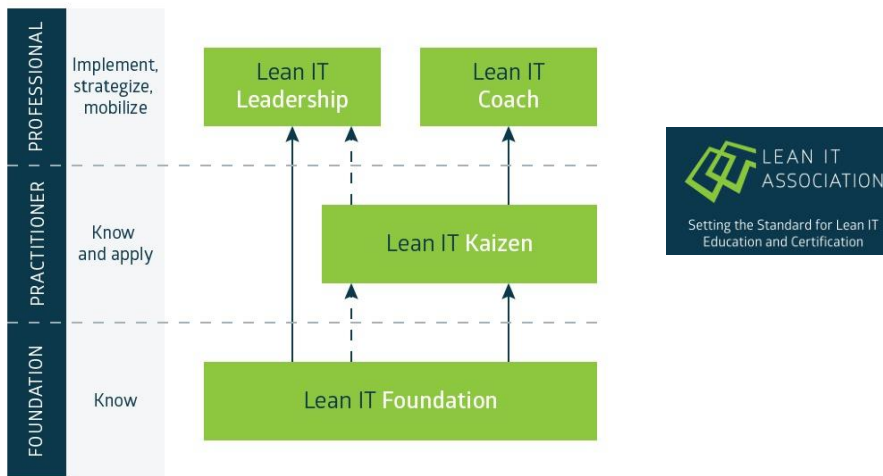 PROFESSIONAL
Implement,
strategize,
mobilize
Lean IT
Leadership
Lean IT
Coach
PRACTITIONER
Know
and apply
Lean IT Kaizen
FOUNDATION
Know
Lean IT Foundation
LEAN IT
ASSOCIATION
Setting the Standard for Lean IT
Education and Certification